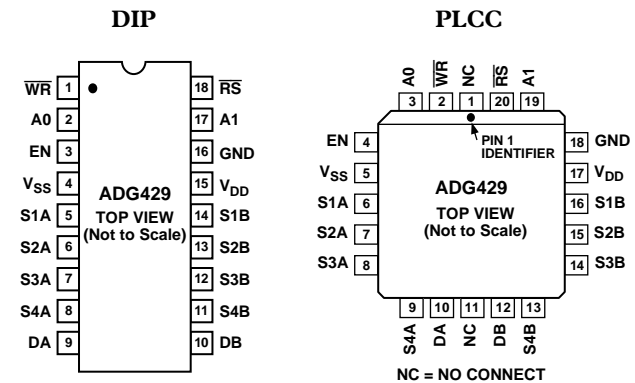 DIP
WR 1
A0 2
EN 3
VSS 4
S1A 5
S2A 6
S3A 7
S4A 8
DA 9
18 RS
17 A1
16 GND
15 VDD
14 S1B
13 S2B
12 S3B
11 S4B
10 DB
ADG429
TOP VIEW
(Not to Scale)
PLCC
A0 WR NC RS A1
3 2 1 20 19
PIN 1
IDENTIFIER
EN 4
VSS 5
S1A 6
S2A 7
S3A 8
18 GND
17 VDD
16 S1B
15 S2B
14 S3B
ADG429
TOP VIEW
(Not to Scale)
9 10 11 12 13
S4A DA NC DB S4B
NC = NO CONNECT